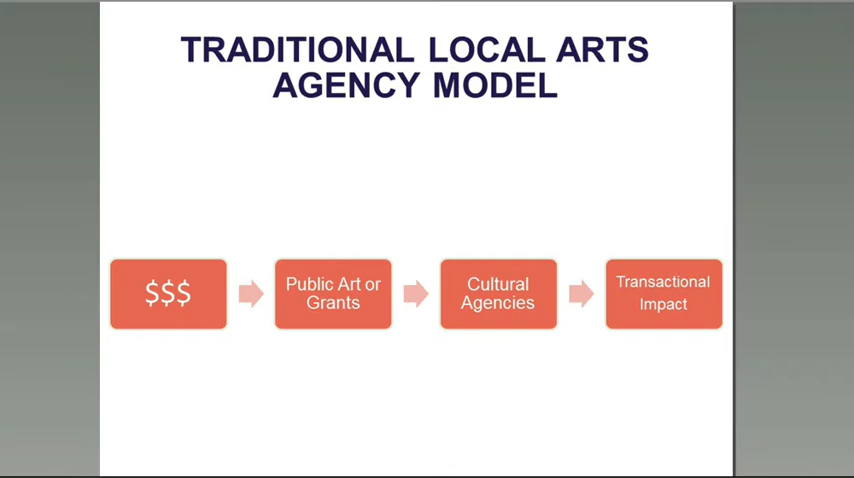 TRADITIONAL LOCAL ARTS
AGENCY MODEL
$$$
Public Art or
Grants
Cultural
Agencies
Transactional
Impact